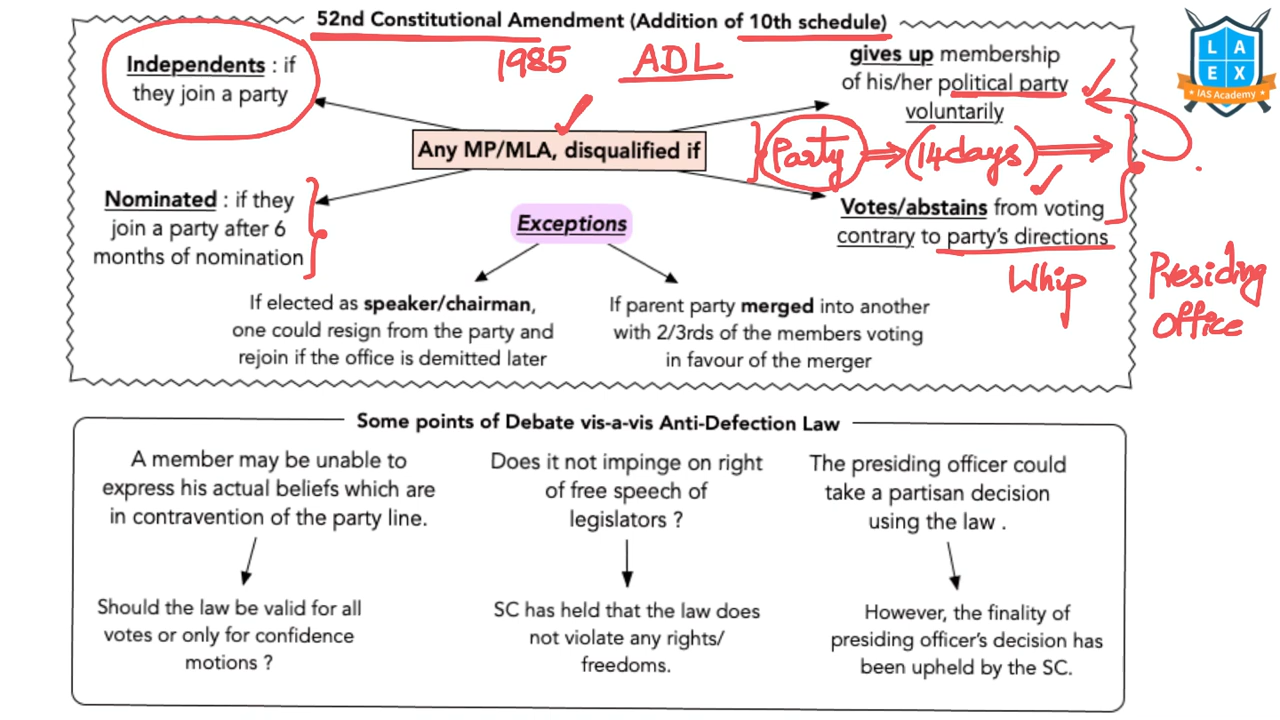 52nd Constitutional Amendment (Addition of 10th schedule)
1985 ADL
Independents : if
they join a party
gives up membership
of his/her political party
voluntarily
Any MP/MLA, disqualified if
Party ⇒ (14days) ⇒
Nominated : if they
join a party after 6
months of nomination
Votes/abstains from voting
contrary to party's directions
Whip
Presiding
office
Exceptions
If elected as speaker/chairman,
one could resign from the party and
rejoin if the office is demitted later
If parent party merged into another
with 2/3rds of the members voting
in favour of the merger
Some points of Debate vis-a-vis Anti-Defection Law
A member may be unable to
express his actual beliefs which are
in contravention of the party line.
Should the law be valid for all
votes or only for confidence
motions ?
Does it not impinge on right
of free speech of
legislators ?
SC has held that the law does
not violate any rights/
freedoms.
The presiding officer could
take a partisan decision
using the law .
However, the finality of
presiding officer's decision has
been upheld by the SC.
L A
E X
IAS Academy